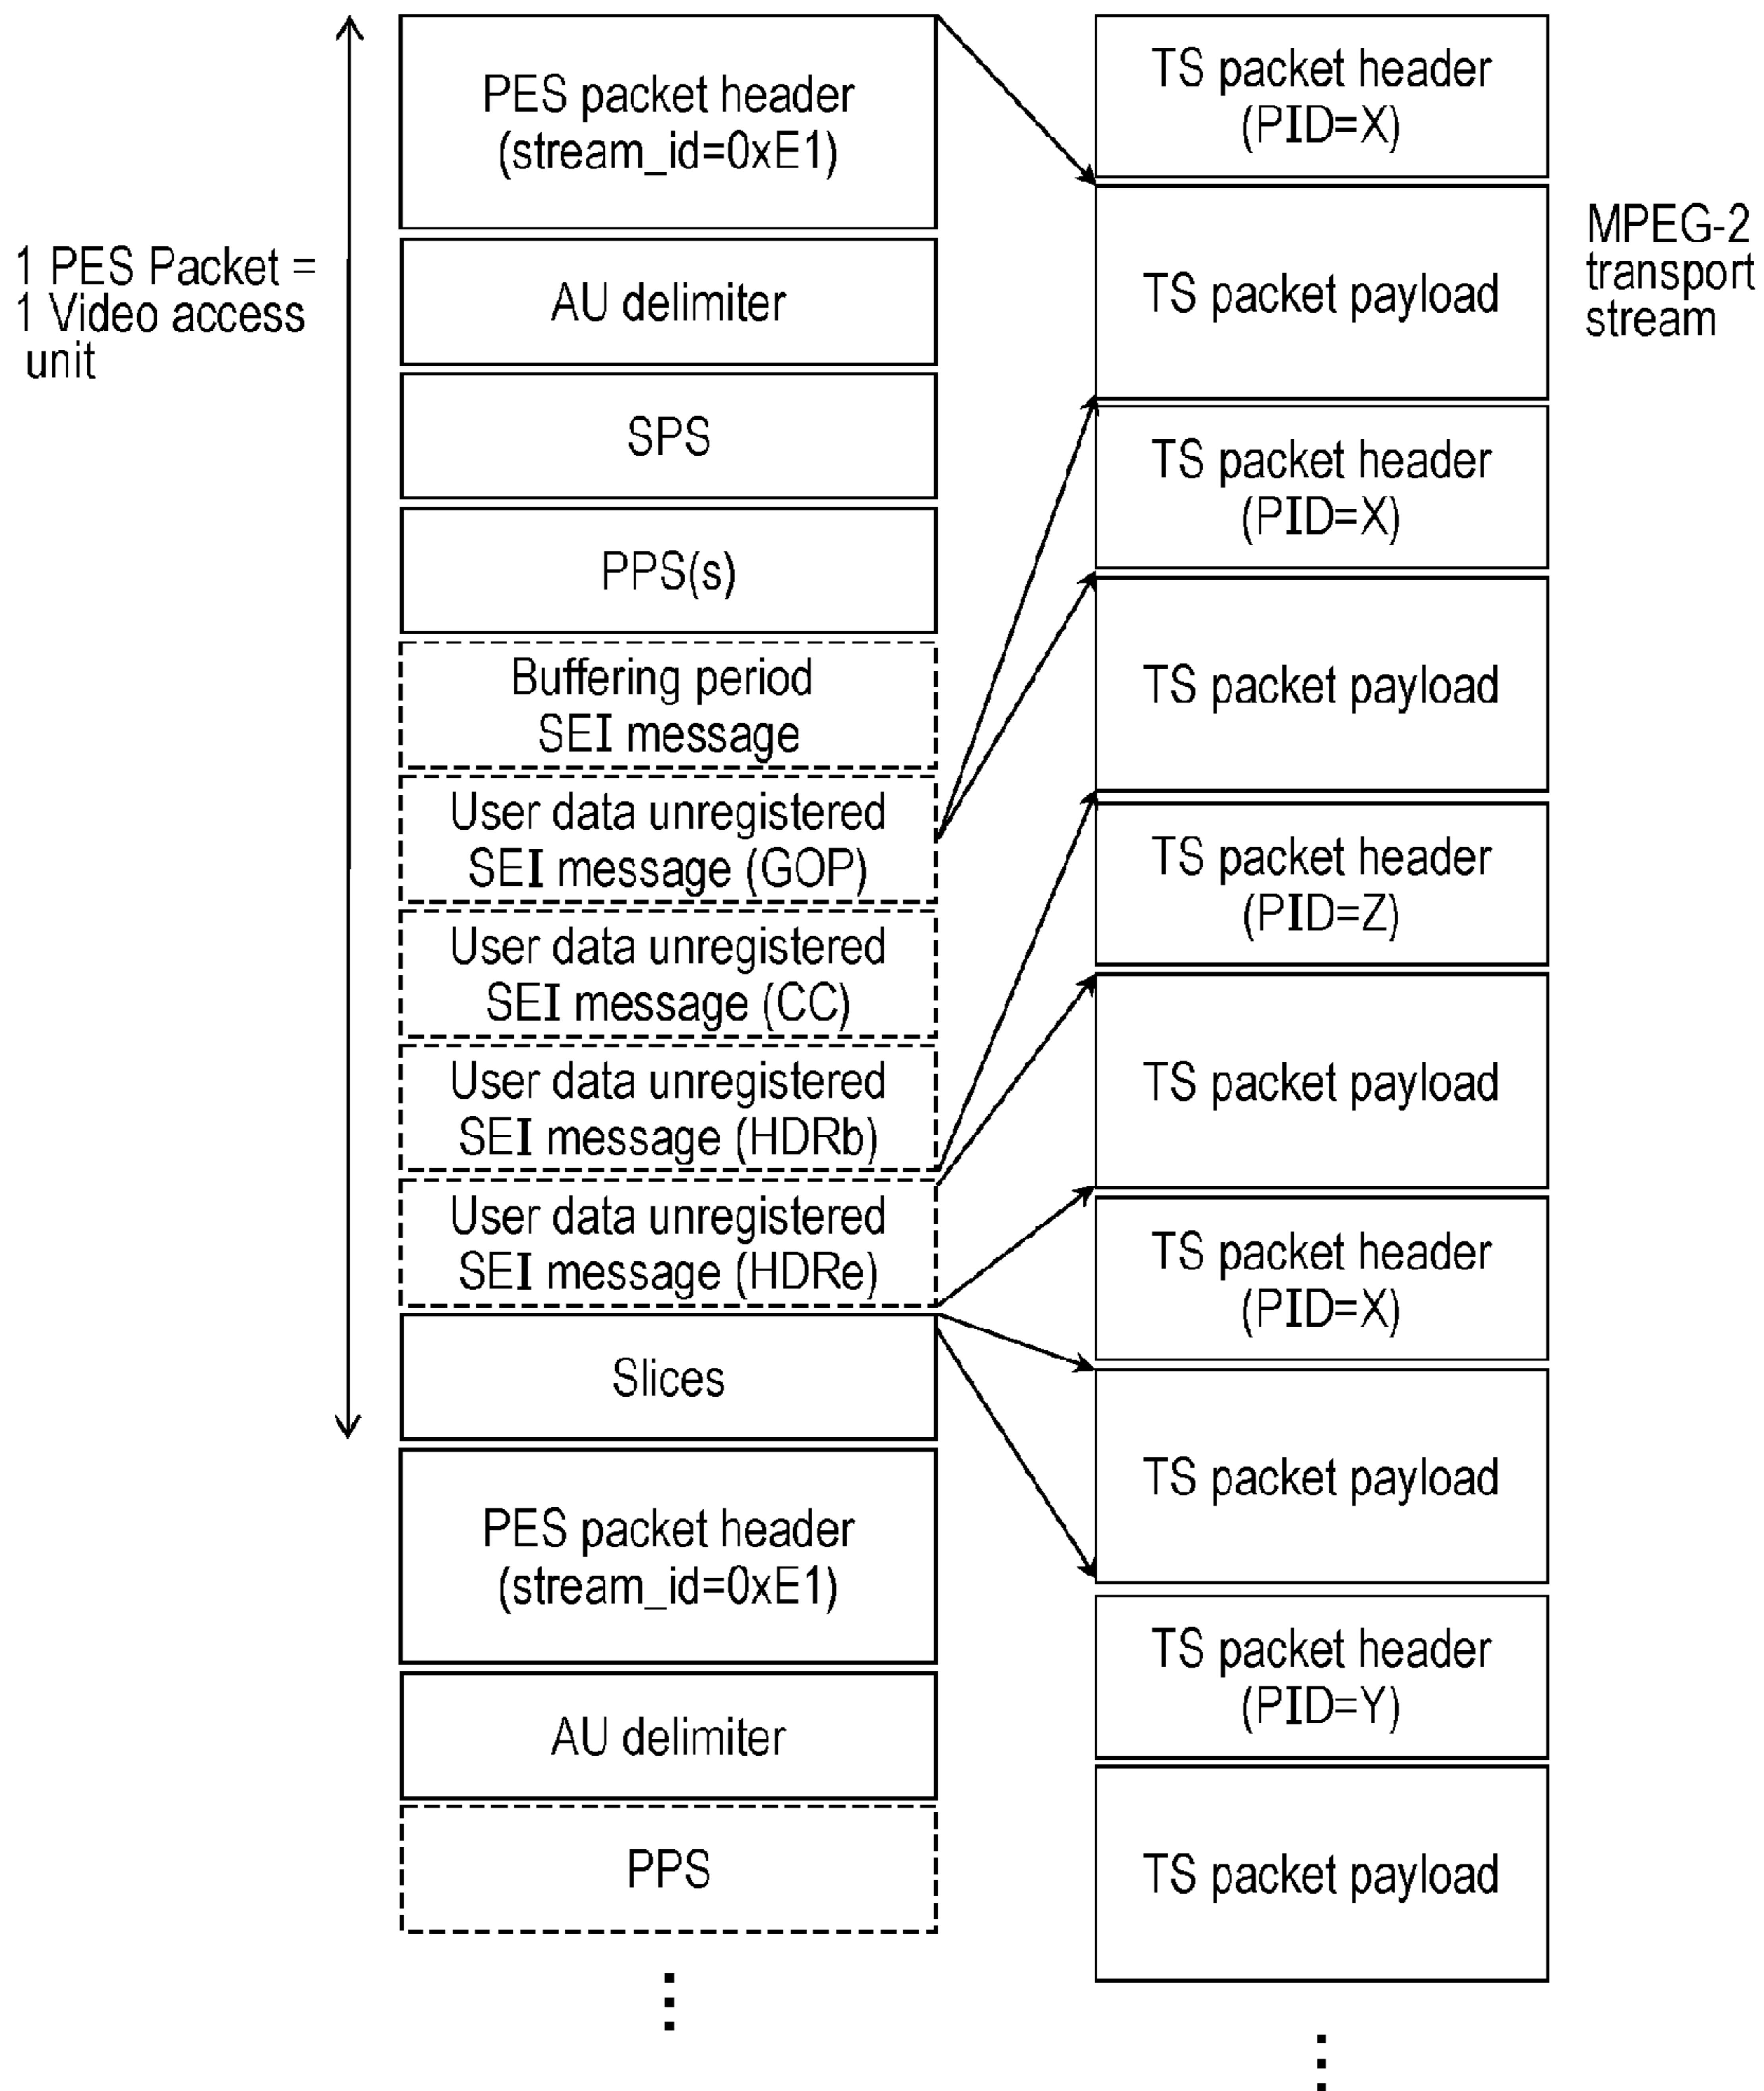 1 PES Packet =
1 Video access
unit
PES packet header
(stream_id=0xE1)
AU delimiter
SPS
PPS(s)
Buffering period
SEI message
User data unregistered
SEI message (GOP)
User data unregistered
SEI message (CC)
User data unregistered
SEI message (HDRb)
User data unregistered
SEI message (HDRe)
Slices
PES packet header
(stream_id=0xE1)
AU delimiter
PPS
TS packet header
(PID=X)
TS packet payload
TS packet header
(PID=X)
TS packet payload
TS packet header
(PID=Z)
TS packet payload
TS packet header
(PID=X)
TS packet payload
TS packet header
(PID=Y)
TS packet payload
MPEG-2
transport
stream